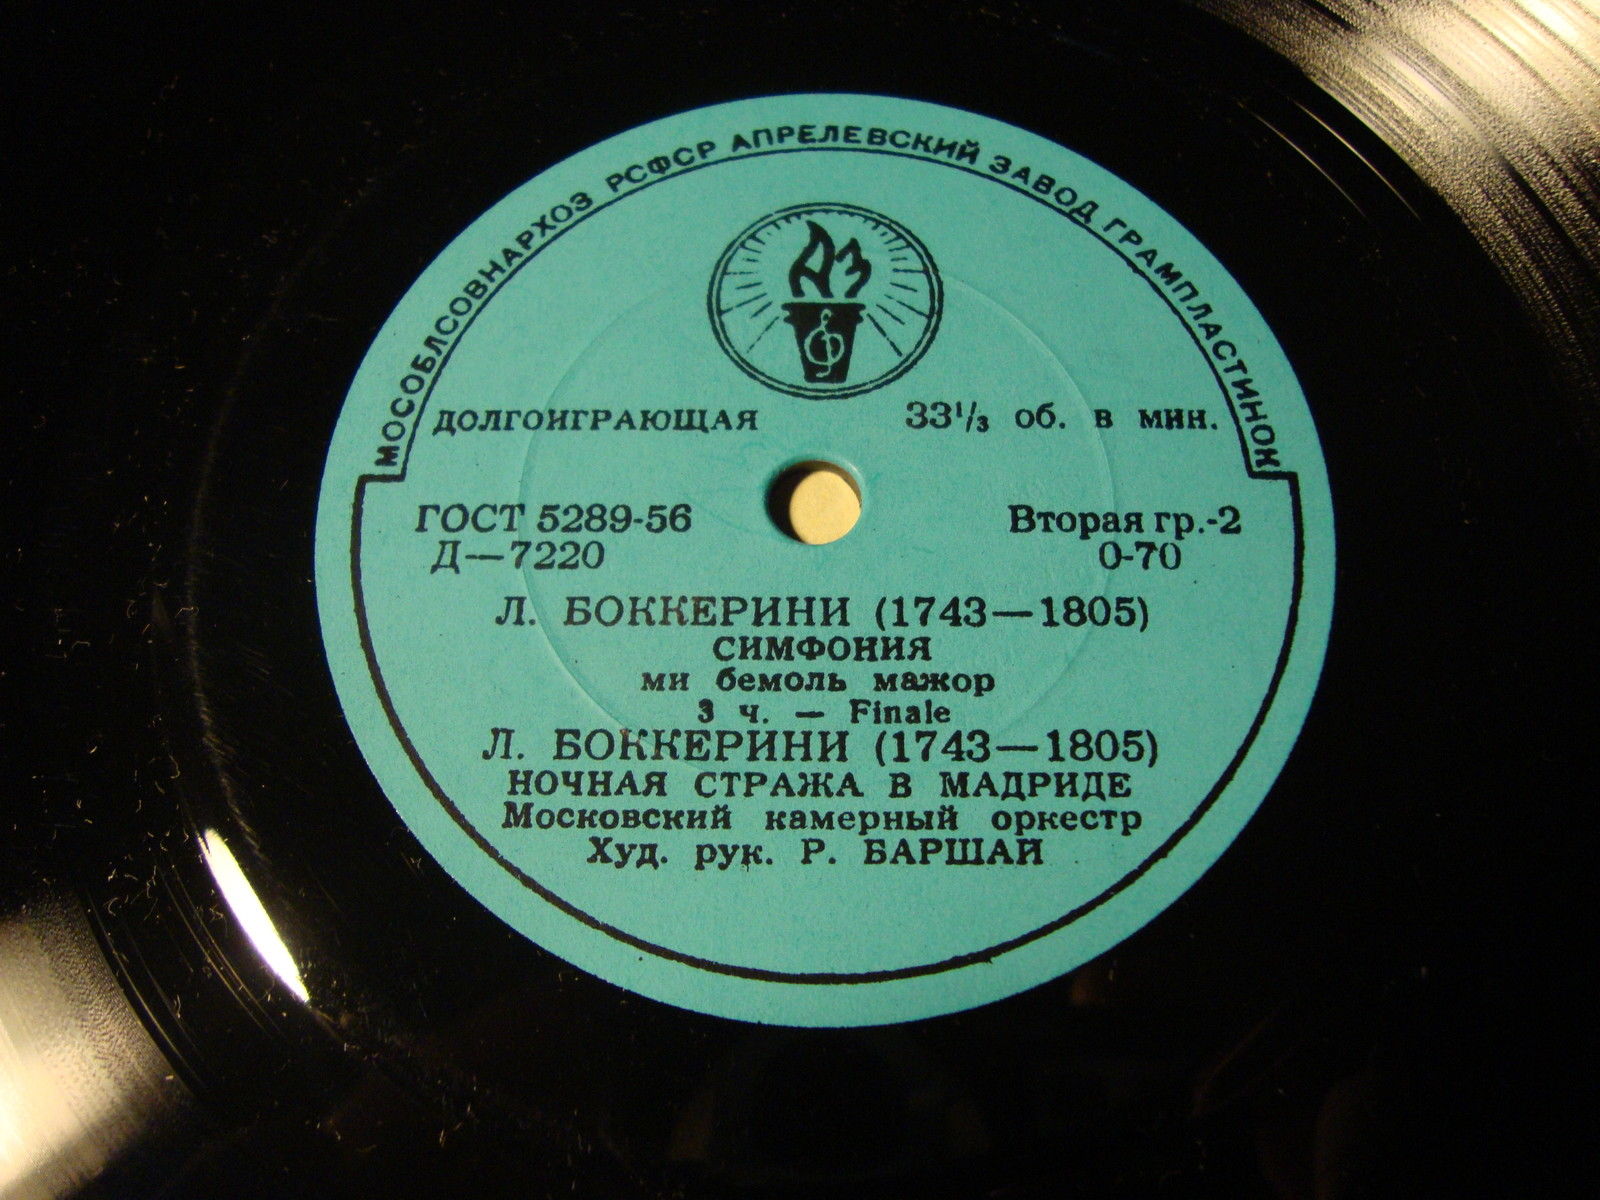 МОСОБЛСОВНАРХОЗ РСФСР АПРЕЛЕВСКИЙ ЗАВОД ГРАМПЛАСТИНОК
АЗ
ДОЛГОИГРАЮЩАЯ 33⅓ об. в мин.
ГОСТ 5289-56 Вторая гр.-2
Д—7220 0-70
Л. БОККЕРИНИ (1743—1805)
СИМФОНИЯ
ми бемоль мажор
3 ч. — Finale
Л. БОККЕРИНИ (1743—1805)
НОЧНАЯ СТРАЖА В МАДРИДЕ
Московский камерный оркестр
Худ. рук. Р. БАРШАЙ